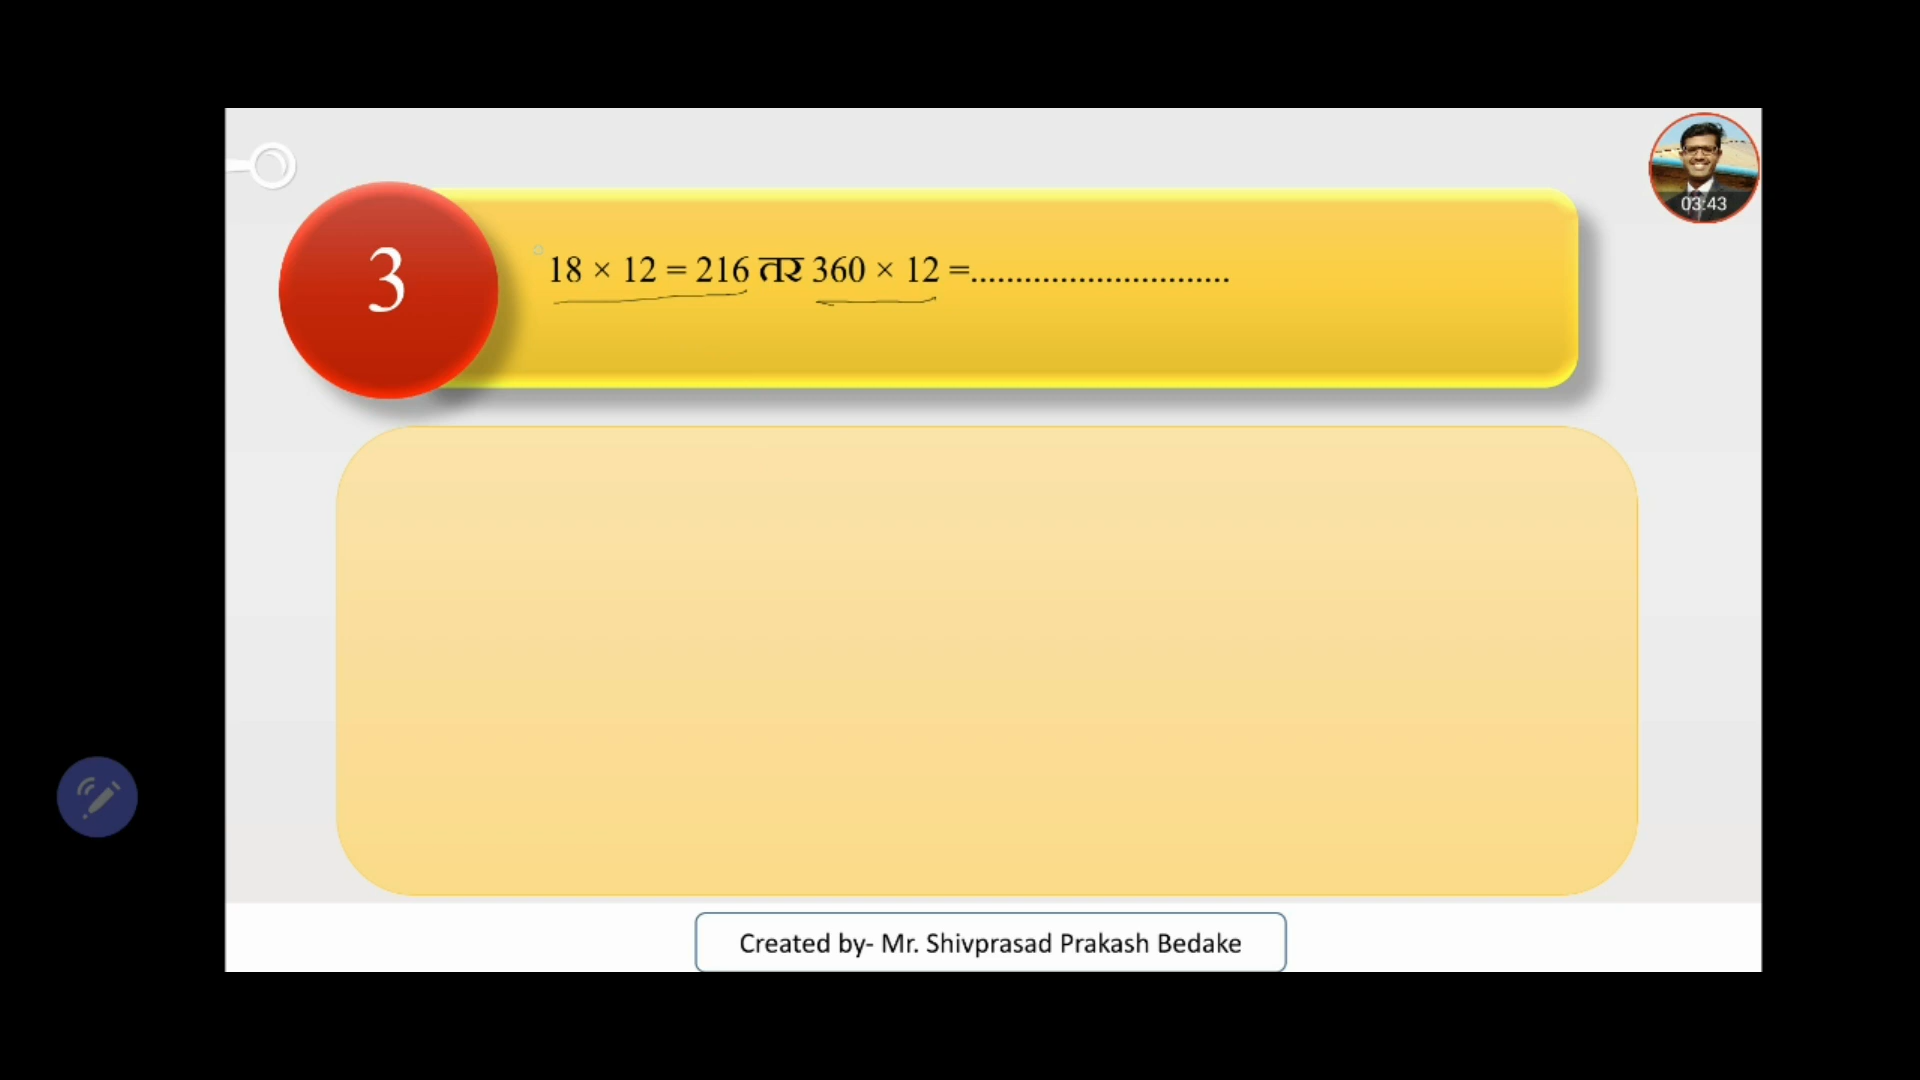 03:43
3
18 × 12 = 216 तर 360 × 12 =.............................
Created by- Mr. Shivprasad Prakash Bedake